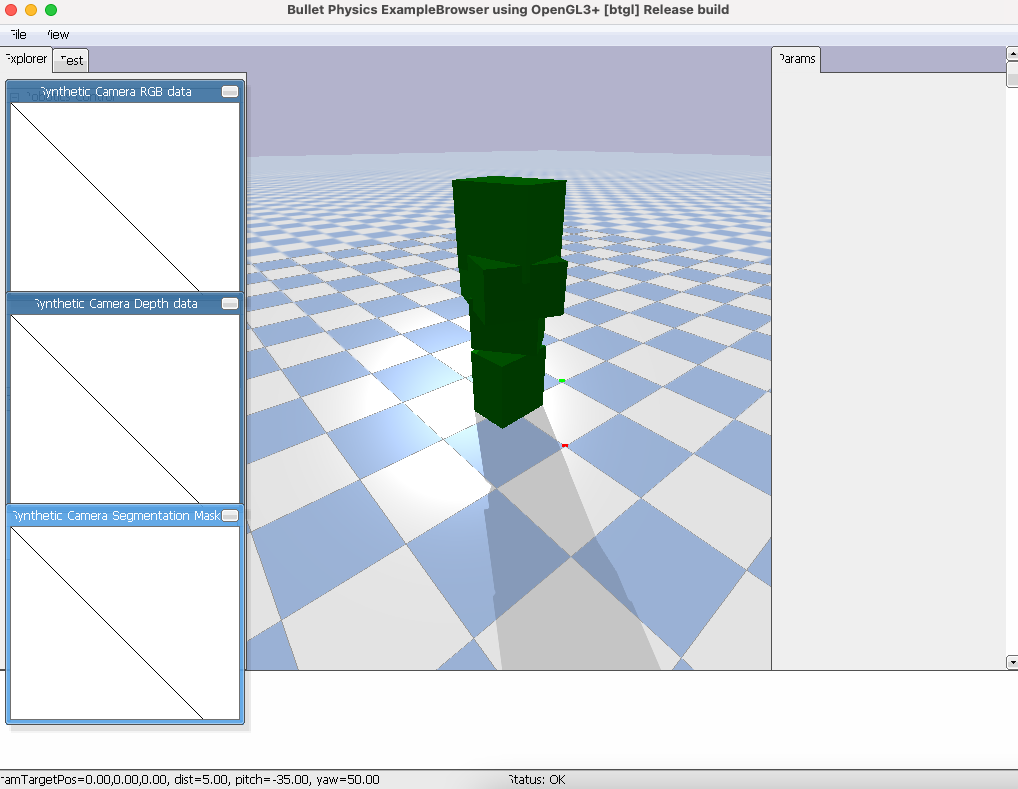 Bullet Physics ExampleBrowser using OpenGL3+ [btgl] Release build
File View
Explorer Test Params
Synthetic Camera RGB data
Synthetic Camera Depth data
Synthetic Camera Segmentation Mask
camTargetPos=0.00,0.00,0.00, dist=5.00, pitch=-35.00, yaw=50.00 Status: OK